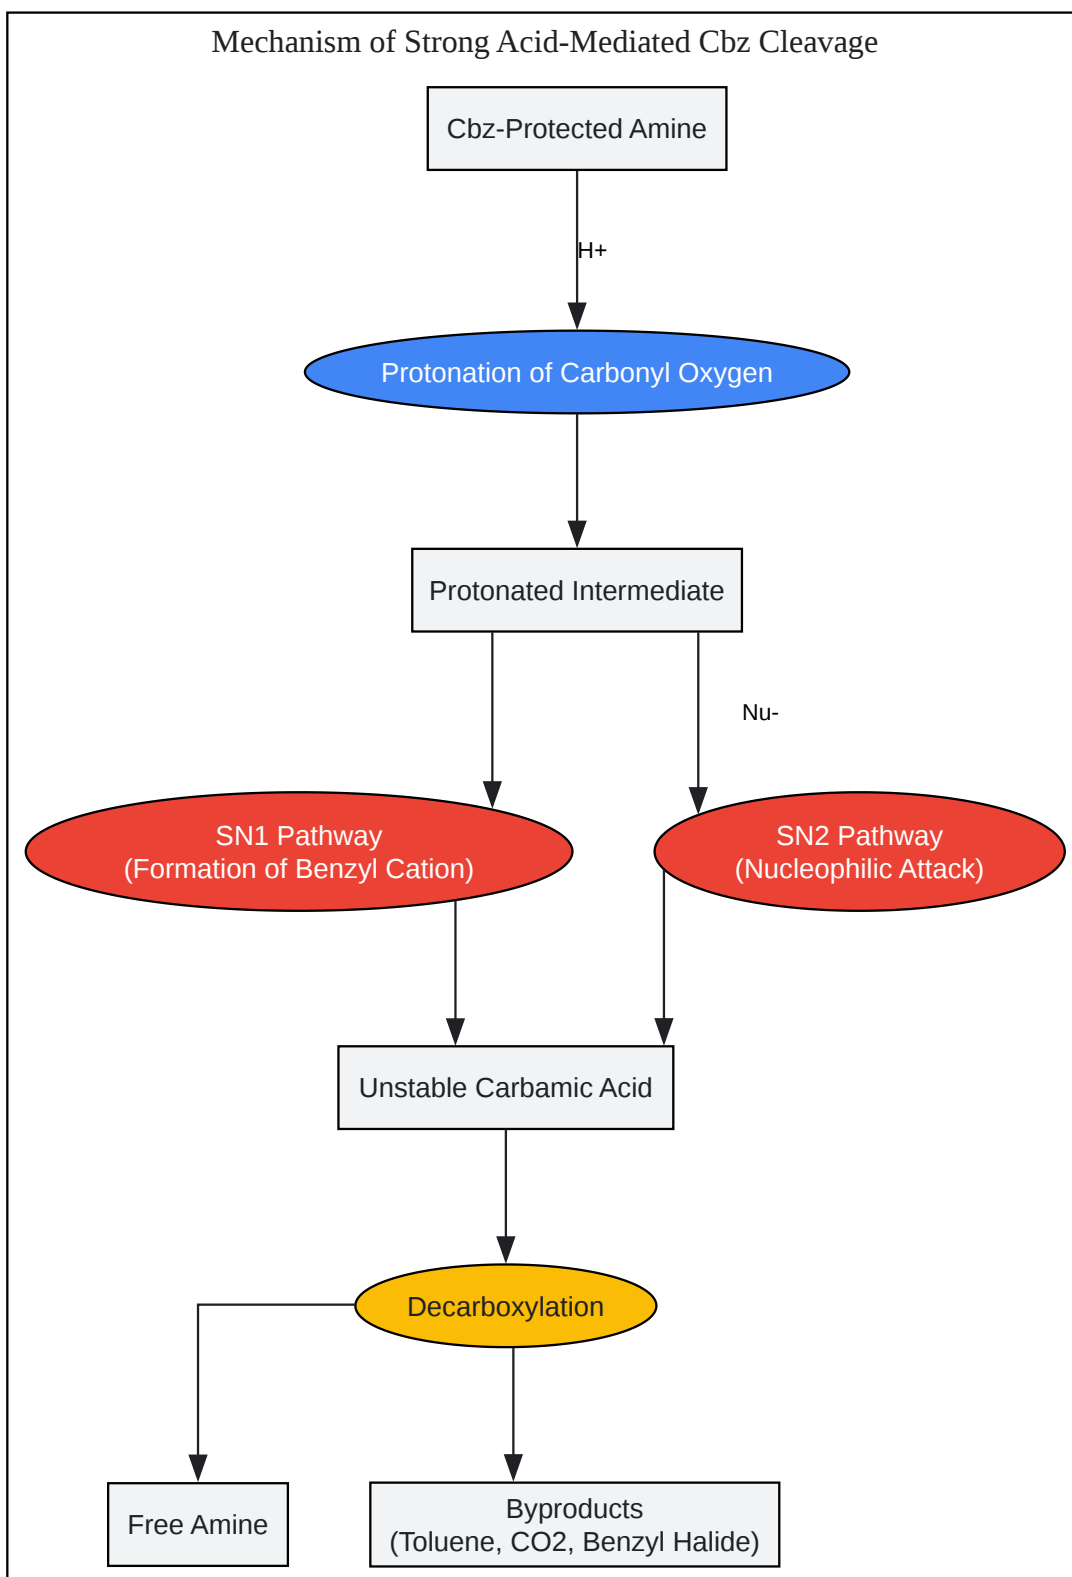 Mechanism of Strong Acid-Mediated Cbz Cleavage
Cbz-Protected Amine
H+
Protonation of Carbonyl Oxygen
Protonated Intermediate
Nu-
SN1 Pathway
(Formation of Benzyl Cation)
SN2 Pathway
(Nucleophilic Attack)
Unstable Carbamic Acid
Decarboxylation
Free Amine
Byproducts
(Toluene, CO2, Benzyl Halide)